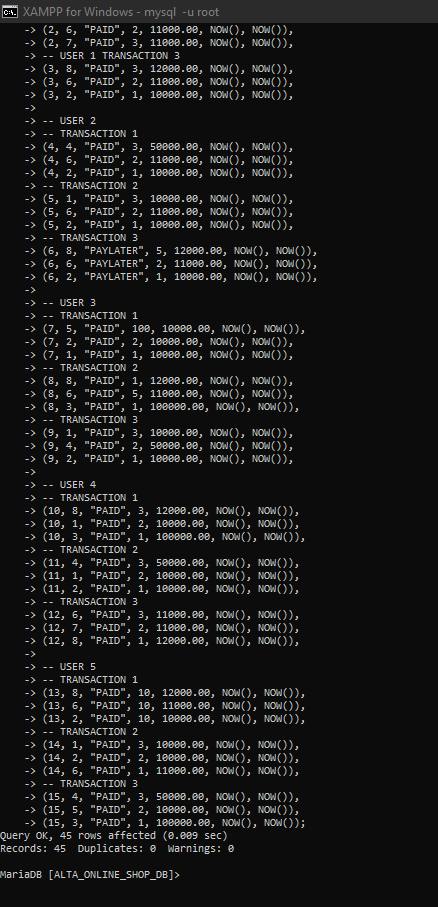 XAMPP for Windows - mysql -u root
-> (2, 6, "PAID", 2, 11000.00, NOW(), NOW()),
-> (2, 7, "PAID", 3, 11000.00, NOW(), NOW()),
-> -- USER 1 TRANSACTION 3
-> (3, 8, "PAID", 3, 12000.00, NOW(), NOW()),
-> (3, 6, "PAID", 2, 11000.00, NOW(), NOW()),
-> (3, 2, "PAID", 1, 10000.00, NOW(), NOW()),
->
-> -- USER 2
-> -- TRANSACTION 1
-> (4, 4, "PAID", 3, 50000.00, NOW(), NOW()),
-> (4, 6, "PAID", 2, 11000.00, NOW(), NOW()),
-> (4, 2, "PAID", 1, 10000.00, NOW(), NOW()),
-> -- TRANSACTION 2
-> (5, 1, "PAID", 3, 10000.00, NOW(), NOW()),
-> (5, 6, "PAID", 2, 11000.00, NOW(), NOW()),
-> (5, 2, "PAID", 1, 10000.00, NOW(), NOW()),
-> -- TRANSACTION 3
-> (6, 8, "PAYLATER", 5, 12000.00, NOW(), NOW()),
-> (6, 6, "PAYLATER", 2, 11000.00, NOW(), NOW()),
-> (6, 2, "PAYLATER", 1, 10000.00, NOW(), NOW()),
->
-> -- USER 3
-> -- TRANSACTION 1
-> (7, 5, "PAID", 100, 10000.00, NOW(), NOW()),
-> (7, 2, "PAID", 2, 10000.00, NOW(), NOW()),
-> (7, 1, "PAID", 1, 10000.00, NOW(), NOW()),
-> -- TRANSACTION 2
-> (8, 8, "PAID", 1, 12000.00, NOW(), NOW()),
-> (8, 6, "PAID", 5, 11000.00, NOW(), NOW()),
-> (8, 3, "PAID", 1, 100000.00, NOW(), NOW()),
-> -- TRANSACTION 3
-> (9, 1, "PAID", 3, 10000.00, NOW(), NOW()),
-> (9, 4, "PAID", 2, 50000.00, NOW(), NOW()),
-> (9, 2, "PAID", 1, 10000.00, NOW(), NOW()),
->
-> -- USER 4
-> -- TRANSACTION 1
-> (10, 8, "PAID", 3, 12000.00, NOW(), NOW()),
-> (10, 1, "PAID", 2, 10000.00, NOW(), NOW()),
-> (10, 3, "PAID", 1, 100000.00, NOW(), NOW()),
-> -- TRANSACTION 2
-> (11, 4, "PAID", 3, 50000.00, NOW(), NOW()),
-> (11, 1, "PAID", 2, 10000.00, NOW(), NOW()),
-> (11, 2, "PAID", 1, 10000.00, NOW(), NOW()),
-> -- TRANSACTION 3
-> (12, 6, "PAID", 3, 11000.00, NOW(), NOW()),
-> (12, 7, "PAID", 2, 11000.00, NOW(), NOW()),
-> (12, 8, "PAID", 1, 12000.00, NOW(), NOW()),
->
-> -- USER 5
-> -- TRANSACTION 1
-> (13, 8, "PAID", 10, 12000.00, NOW(), NOW()),
-> (13, 6, "PAID", 10, 11000.00, NOW(), NOW()),
-> (13, 2, "PAID", 10, 10000.00, NOW(), NOW()),
-> -- TRANSACTION 2
-> (14, 1, "PAID", 3, 10000.00, NOW(), NOW()),
-> (14, 2, "PAID", 2, 10000.00, NOW(), NOW()),
-> (14, 6, "PAID", 1, 11000.00, NOW(), NOW()),
-> -- TRANSACTION 3
-> (15, 4, "PAID", 3, 50000.00, NOW(), NOW()),
-> (15, 5, "PAID", 2, 10000.00, NOW(), NOW()),
-> (15, 3, "PAID", 1, 100000.00, NOW(), NOW());
Query OK, 45 rows affected (0.009 sec)
Records: 45  Duplicates: 0  Warnings: 0
MariaDB [ALTA_ONLINE_SHOP_DB]>